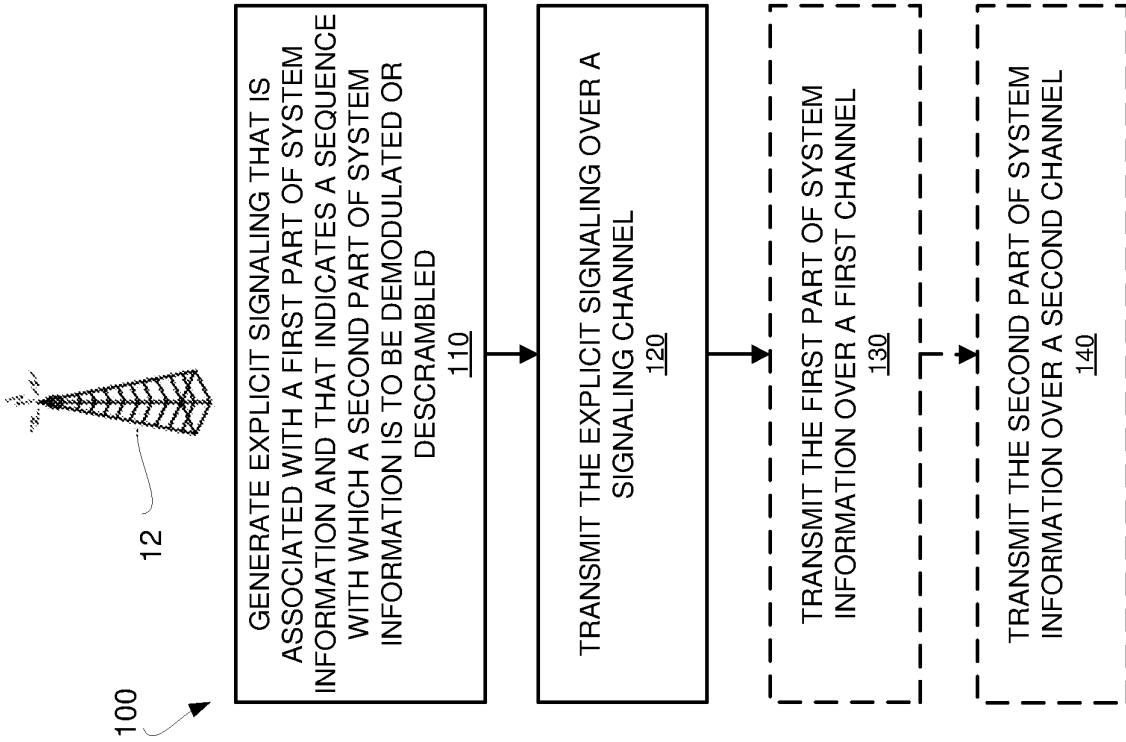 100
12
GENERATE EXPLICIT SIGNALING THAT IS
ASSOCIATED WITH A FIRST PART OF SYSTEM
INFORMATION AND THAT INDICATES A SEQUENCE
WITH WHICH A SECOND PART OF SYSTEM
INFORMATION IS TO BE DEMODULATED OR
DESCRAMBLED
110
TRANSMIT THE EXPLICIT SIGNALING OVER A
SIGNALING CHANNEL
120
TRANSMIT THE FIRST PART OF SYSTEM
INFORMATION OVER A FIRST CHANNEL
130
TRANSMIT THE SECOND PART OF SYSTEM
INFORMATION OVER A SECOND CHANNEL
140